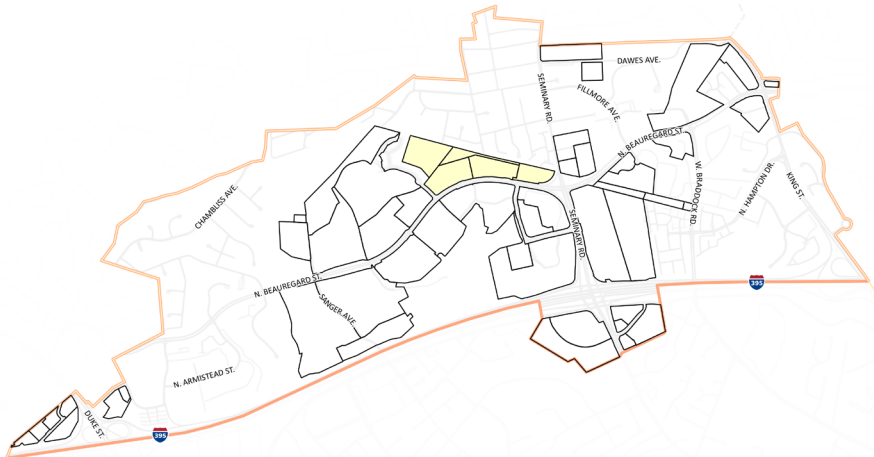 DAWES AVE.
SEMINARY RD.
FILLMORE AVE.
N. BEAUREGARD ST.
W. BRADDOCK RD.
N. HAMPTON DR.
KING ST.
CHAMBLISS AVE.
SEMINARY RD.
N. BEAUREGARD ST.
395
SANGER AVE.
N. ARMISTEAD ST.
DUKE ST.
395